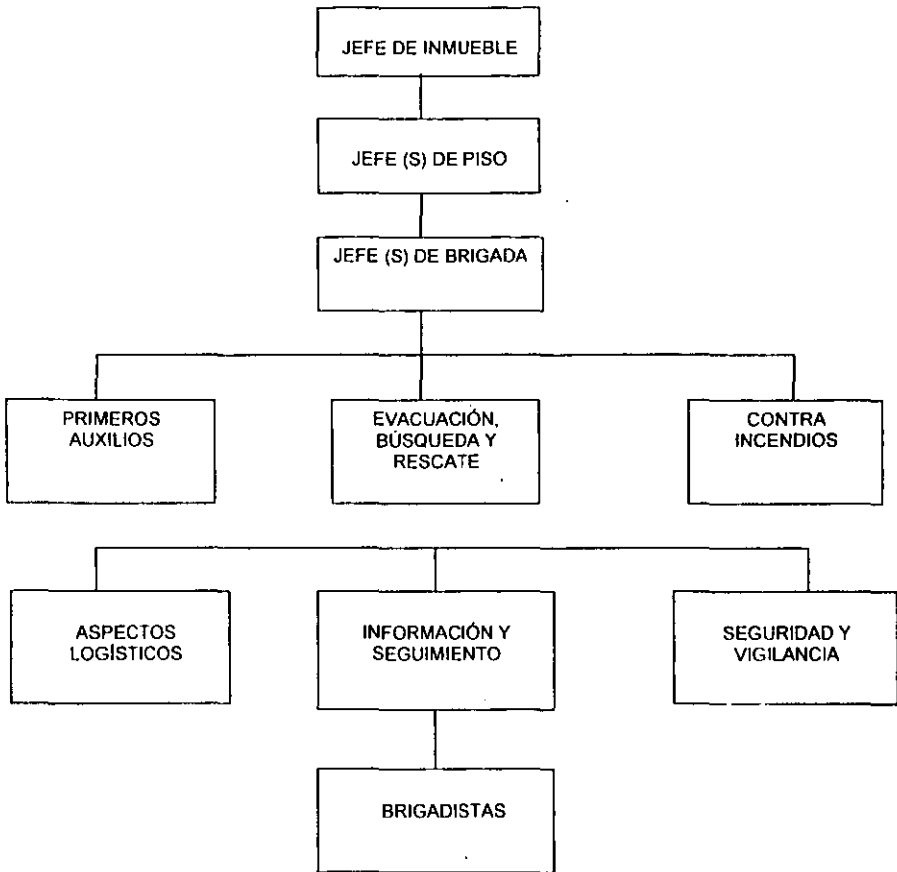 JEFE DE INMUEBLE
JEFE (S) DE PISO
JEFE (S) DE BRIGADA
PRIMEROS
AUXILIOS
EVACUACIÓN,
BÚSQUEDA Y
RESCATE
CONTRA
INCENDIOS
ASPECTOS
LOGÍSTICOS
INFORMACIÓN Y
SEGUIMIENTO
SEGURIDAD Y
VIGILANCIA
BRIGADISTAS